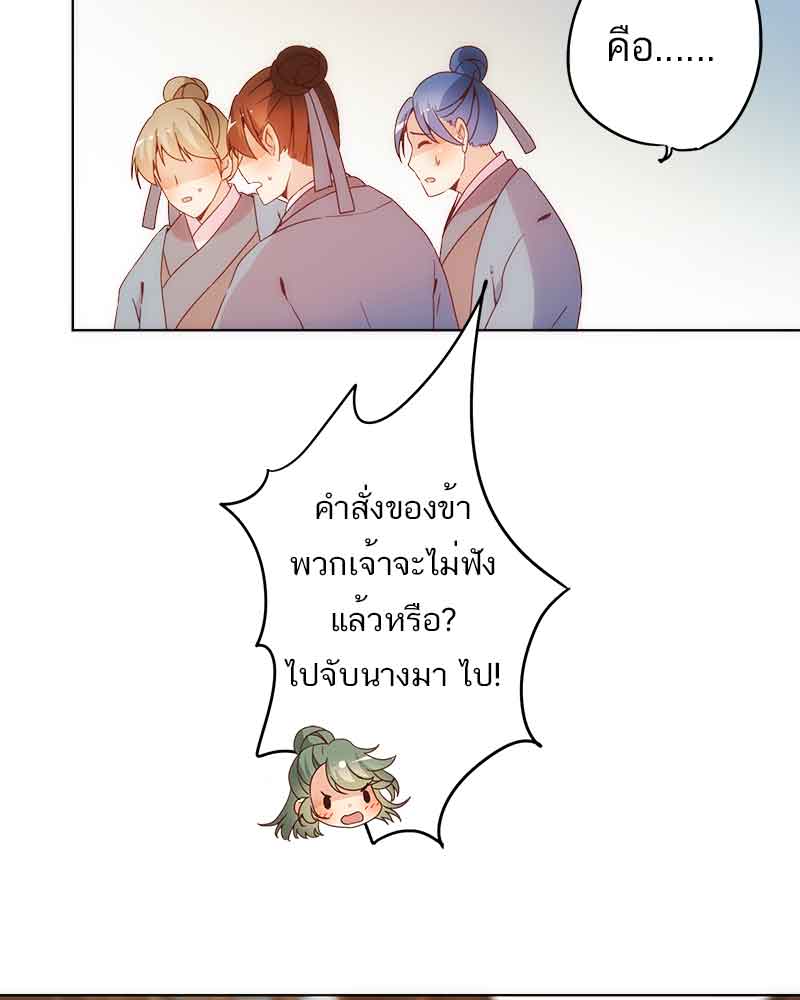 คือ......
คำสั่งของข้า
พวกเจ้าจะไม่ฟัง
แล้วหรือ?
ไปจับนางมา ไป!